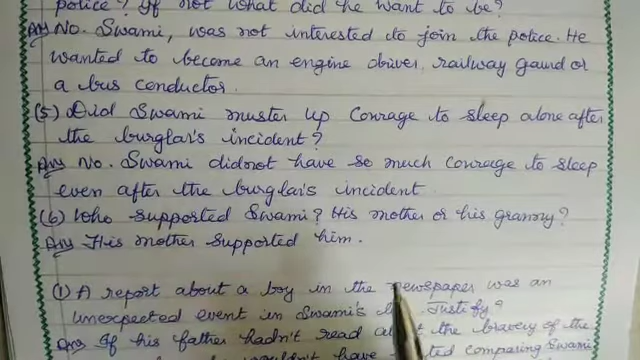 police? If not what did he want to be?
Ans No. Swami, was not interested to join the police. He
wanted to become an engine driver, railway gaurd or
a bus conductor.
(5) Did Swami muster up Courage to sleep alone after
the burglar's incident?
Ans No. Swami didnot have so much courage to sleep
even after the burglar's incident.
(6) Who supported Swami? His mother or his granny?
Ans His mother supported him.
(1) A report about a boy in the newspaper was an
unexpected event in Swami's Justify?
Ans: If his father hadn't read the bravery of the
have comparing Swami